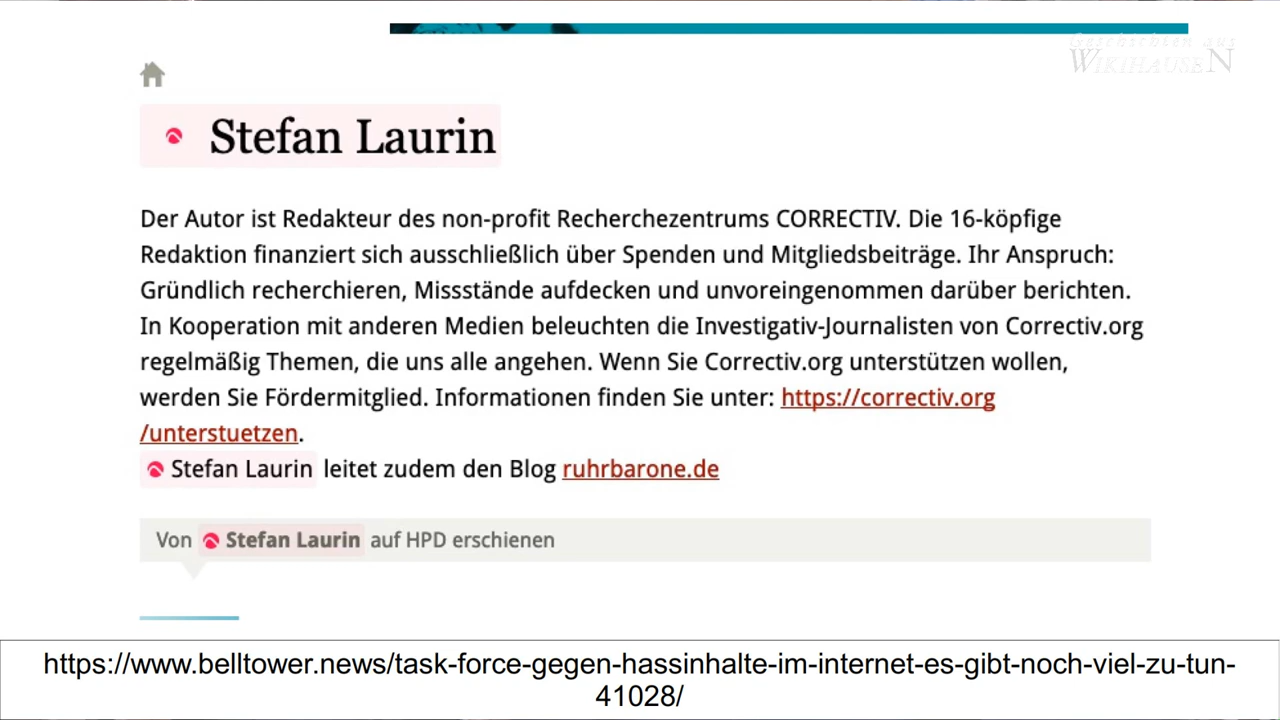 Geschichten aus
WIKIHAUSEN
Stefan Laurin
Der Autor ist Redakteur des non-profit Recherchezentrums CORRECTIV. Die 16-köpfige
Redaktion finanziert sich ausschließlich über Spenden und Mitgliedsbeiträge. Ihr Anspruch:
Gründlich recherchieren, Missstände aufdecken und unvoreingenommen darüber berichten.
In Kooperation mit anderen Medien beleuchten die Investigativ-Journalisten von Correctiv.org
regelmäßig Themen, die uns alle angehen. Wenn Sie Correctiv.org unterstützen wollen,
werden Sie Fördermitglied. Informationen finden Sie unter: https://correctiv.org
/unterstuetzen.
Stefan Laurin leitet zudem den Blog ruhrbarone.de
Von Stefan Laurin auf HPD erschienen
https://www.belltower.news/task-force-gegen-hassinhalte-im-internet-es-gibt-noch-viel-zu-tun-
41028/